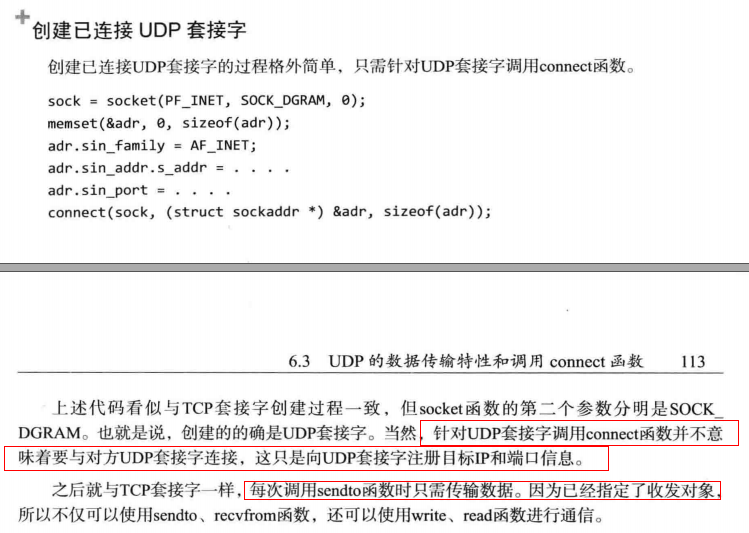 创建已连接 UDP 套接字
创建已连接UDP套接字的过程格外简单，只需针对UDP套接字调用connect函数。
sock = socket(PF_INET, SOCK_DGRAM, 0);
memset(&adr, 0, sizeof(adr));
adr.sin_family = AF_INET;
adr.sin_addr.s_addr = . . . .
adr.sin_port = . . . .
connect(sock, (struct sockaddr *) &adr, sizeof(adr));
6.3 UDP 的数据传输特性和调用 connect 函数 113
上述代码看似与TCP套接字创建过程一致，但socket函数的第二个参数分明是SOCK_
DGRAM。也就是说，创建的的确是UDP套接字。当然，针对UDP套接字调用connect函数并不意
味着要与对方UDP套接字连接，这只是向UDP套接字注册目标IP和端口信息。
之后就与TCP套接字一样，每次调用sendto函数时只需传输数据。因为已经指定了收发对象，
所以不仅可以使用sendto、recvfrom函数，还可以使用write、read函数进行通信。